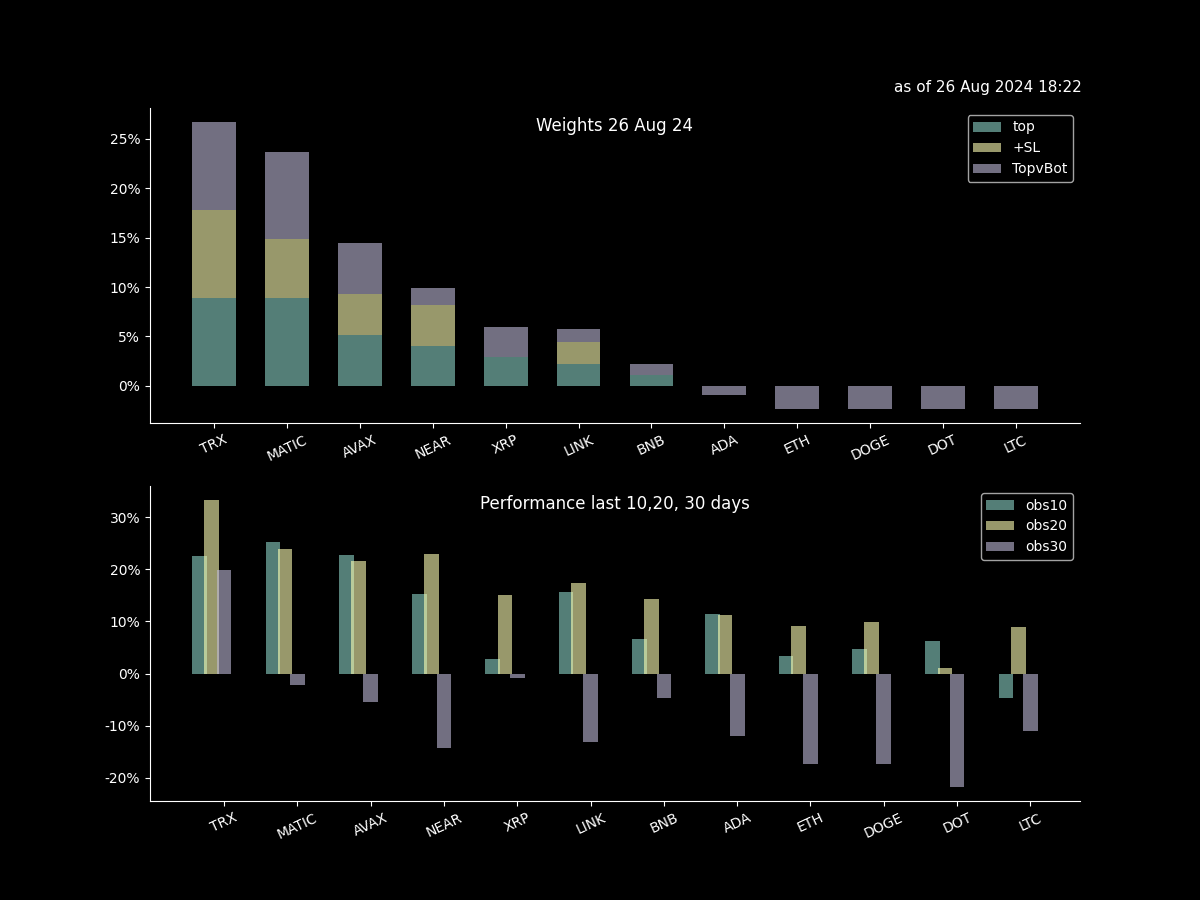 as of 26 Aug 2024 18:22
Weights 26 Aug 24
top
+SL
TopvBot
25%
20%
15%
10%
5%
0%
TRX MATIC AVAX NEAR XRP LINK BNB ADA ETH DOGE DOT LTC
Performance last 10,20, 30 days
obs10
obs20
obs30
30%
20%
10%
0%
-10%
-20%
TRX MATIC AVAX NEAR XRP LINK BNB ADA ETH DOGE DOT LTC